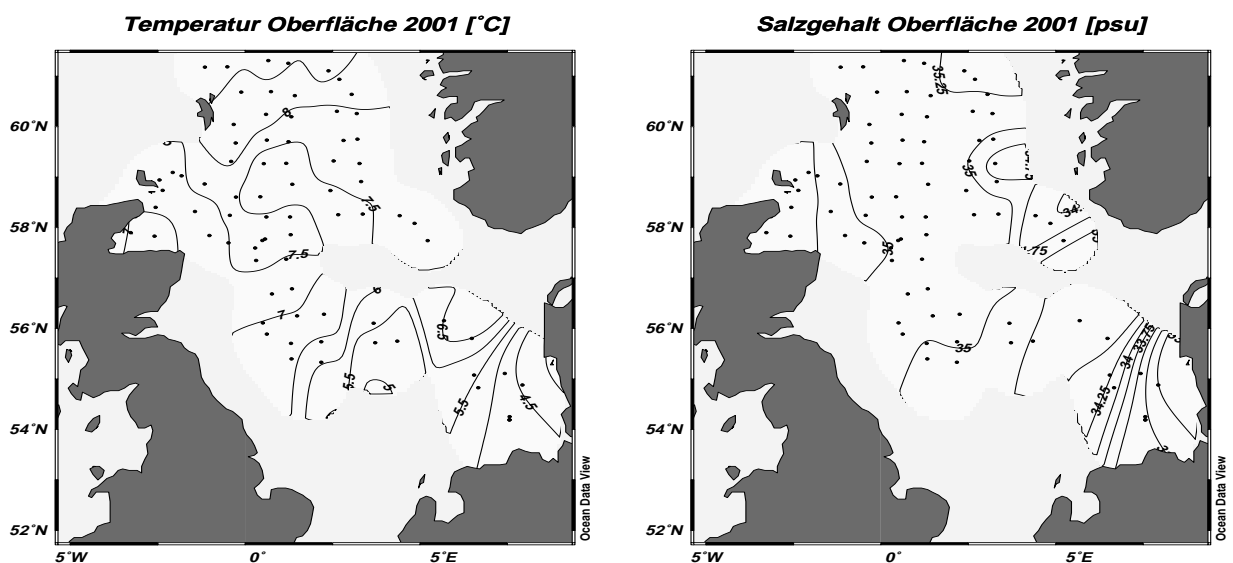 Temperatur Oberfläche 2001 [˚C]
60˚N
58˚N
56˚N
54˚N
52˚N
5˚W
0˚
5˚E
8
7.5
7.5
7
6
6.5
5.5
5
5.5
4.5
Ocean Data View
Salzgehalt Oberfläche 2001 [psu]
60˚N
58˚N
56˚N
54˚N
52˚N
5˚W
0˚
5˚E
35.25
35
35
35
34.25
34
33.75
Ocean Data View